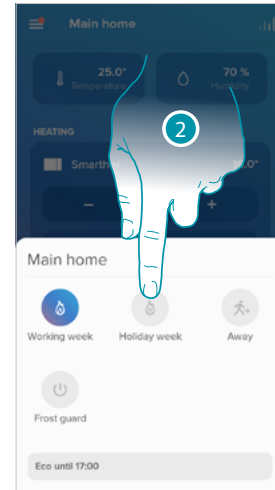 Main home
25.0° 70 %
Temperature Humidity
HEATING
2
Main home
Working week Holiday week Away
Frost guard
Eco until 17:00